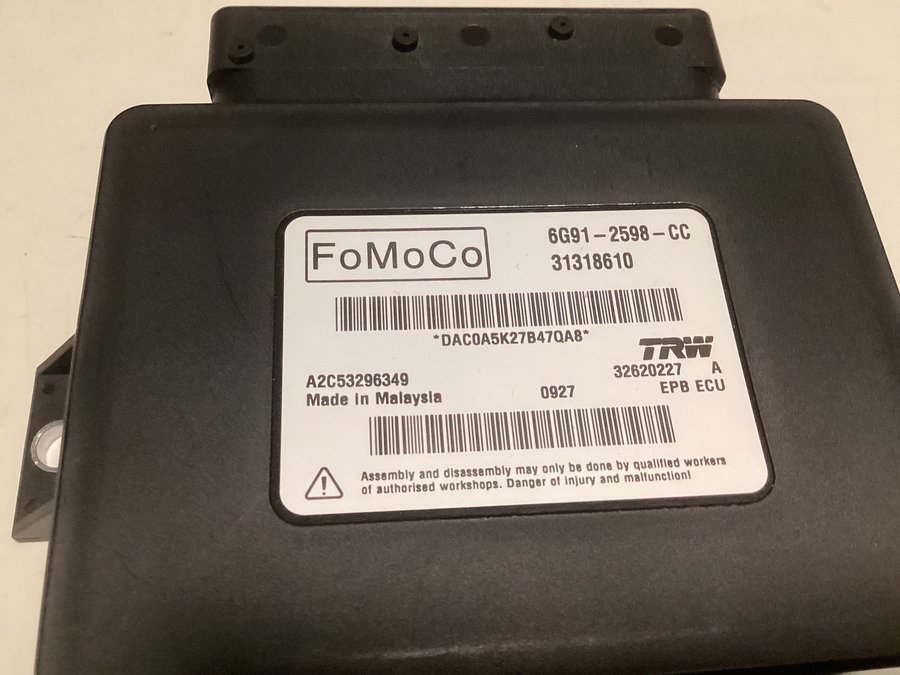 FoMoCo
6G91-2598-CC
31318610
*DAC0A5K27B47QA8*
TRW
A2C53296349
32620227 A
Made in Malaysia
0927
EPB ECU
Assembly and disassembly may only be done by qualified workers
of authorised workshops. Danger of injury and malfunction!